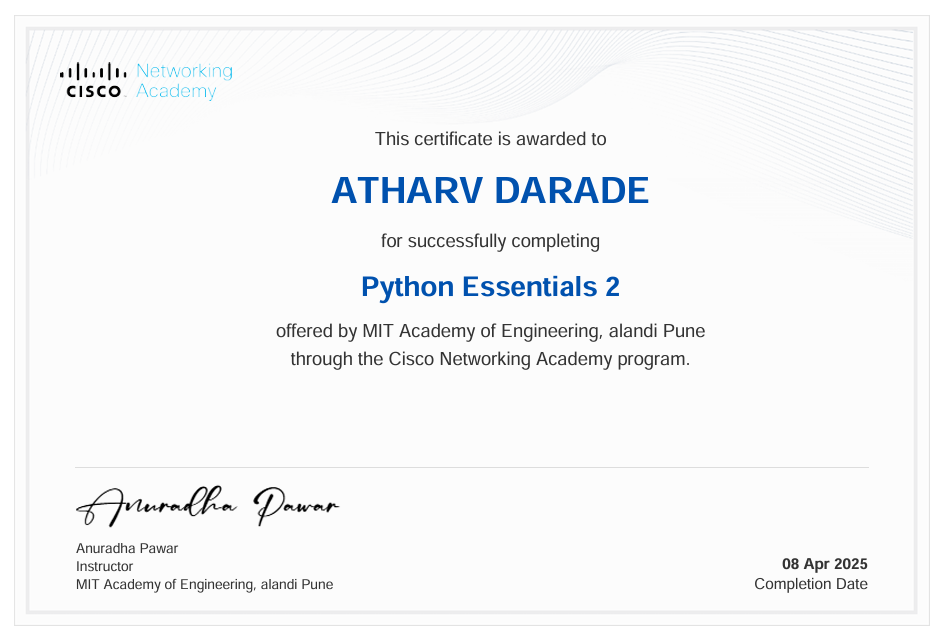 Networking
CISCO Academy
This certificate is awarded to
ATHARV DARADE
for successfully completing
Python Essentials 2
offered by MIT Academy of Engineering, alandi Pune
through the Cisco Networking Academy program.
Anuradha Pawar
Anuradha Pawar
Instructor
MIT Academy of Engineering, alandi Pune
08 Apr 2025
Completion Date